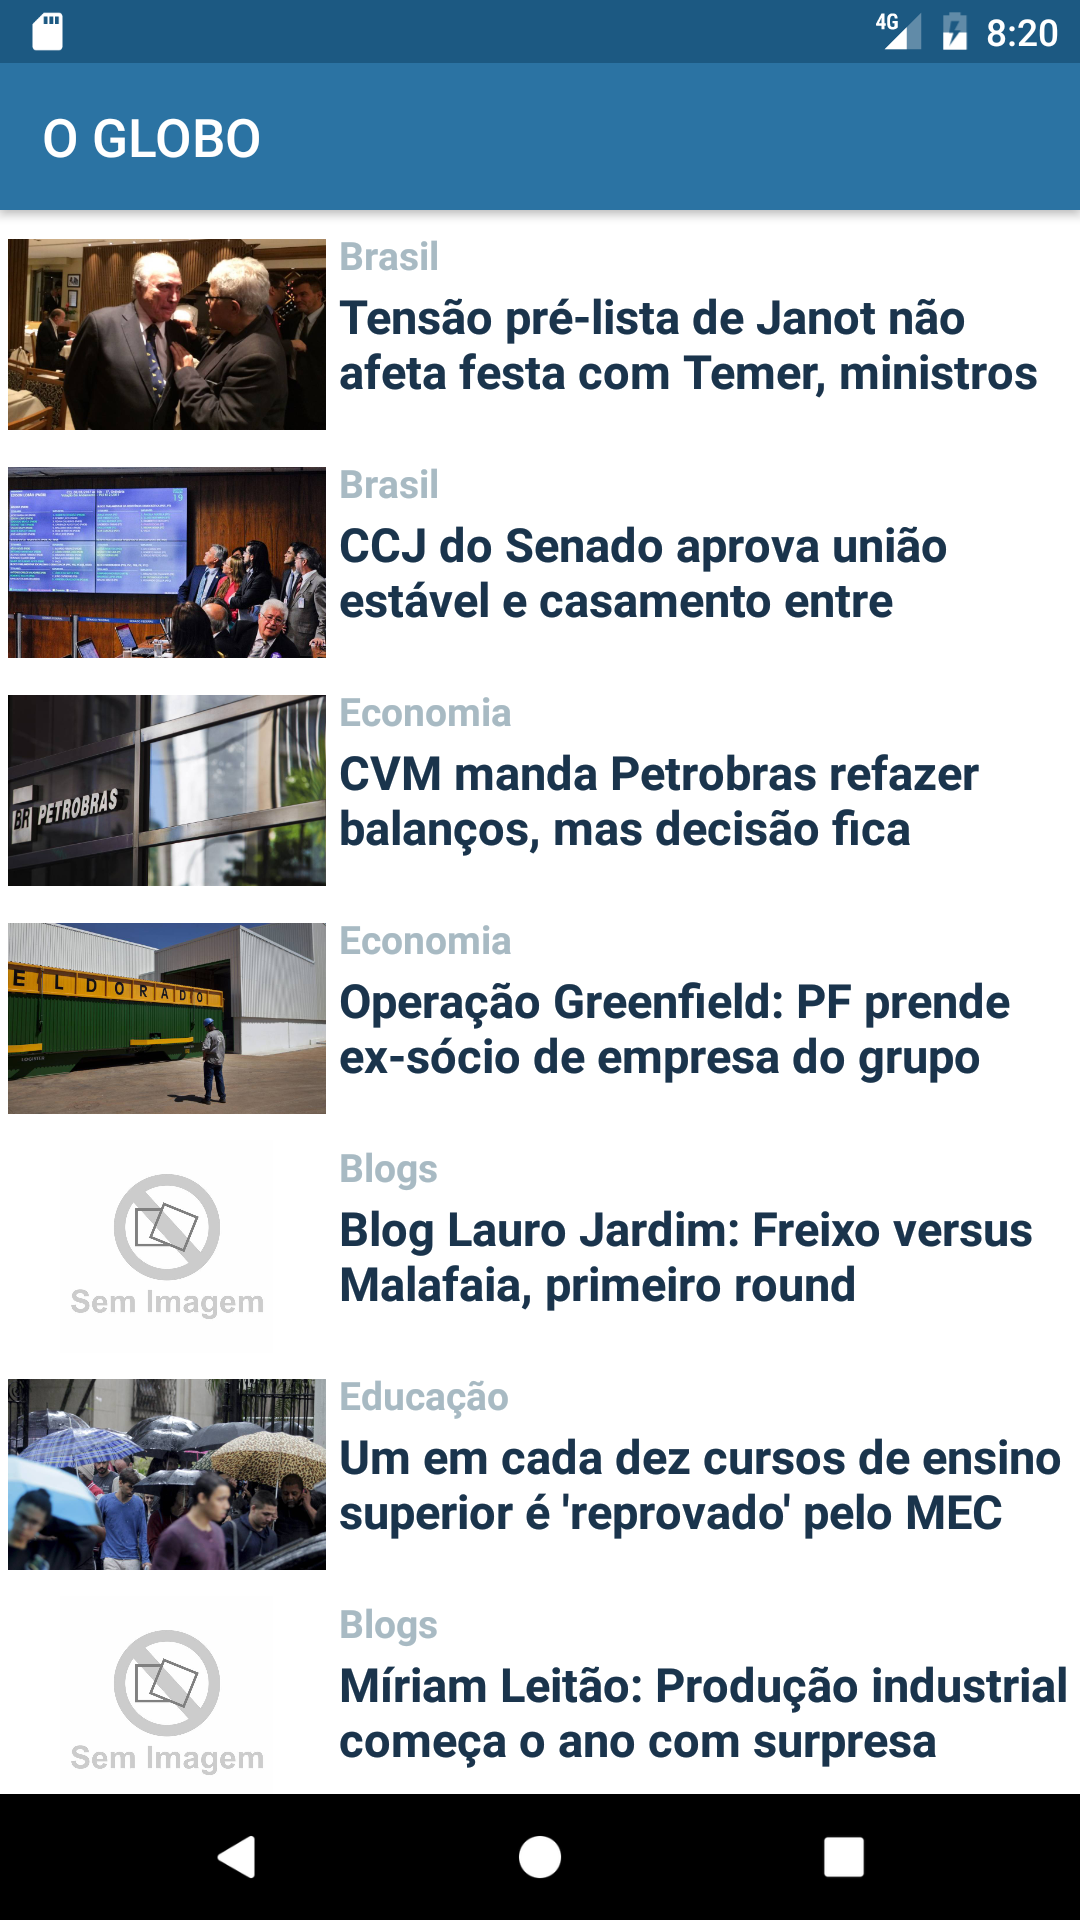 4G 8:20
O GLOBO
Brasil
Tensão pré-lista de Janot não
afeta festa com Temer, ministros
Brasil
CCJ do Senado aprova união
estável e casamento entre
19
Economia
CVM manda Petrobras refazer
balanços, mas decisão fica
BR PETROBRAS
Economia
Operação Greenfield: PF prende
ex-sócio de empresa do grupo
ELDORADO
Blogs
Blog Lauro Jardim: Freixo versus
Malafaia, primeiro round
Sem Imagem
Educação
Um em cada dez cursos de ensino
superior é 'reprovado' pelo MEC
Blogs
Míriam Leitão: Produção industrial
começa o ano com surpresa
Sem Imagem